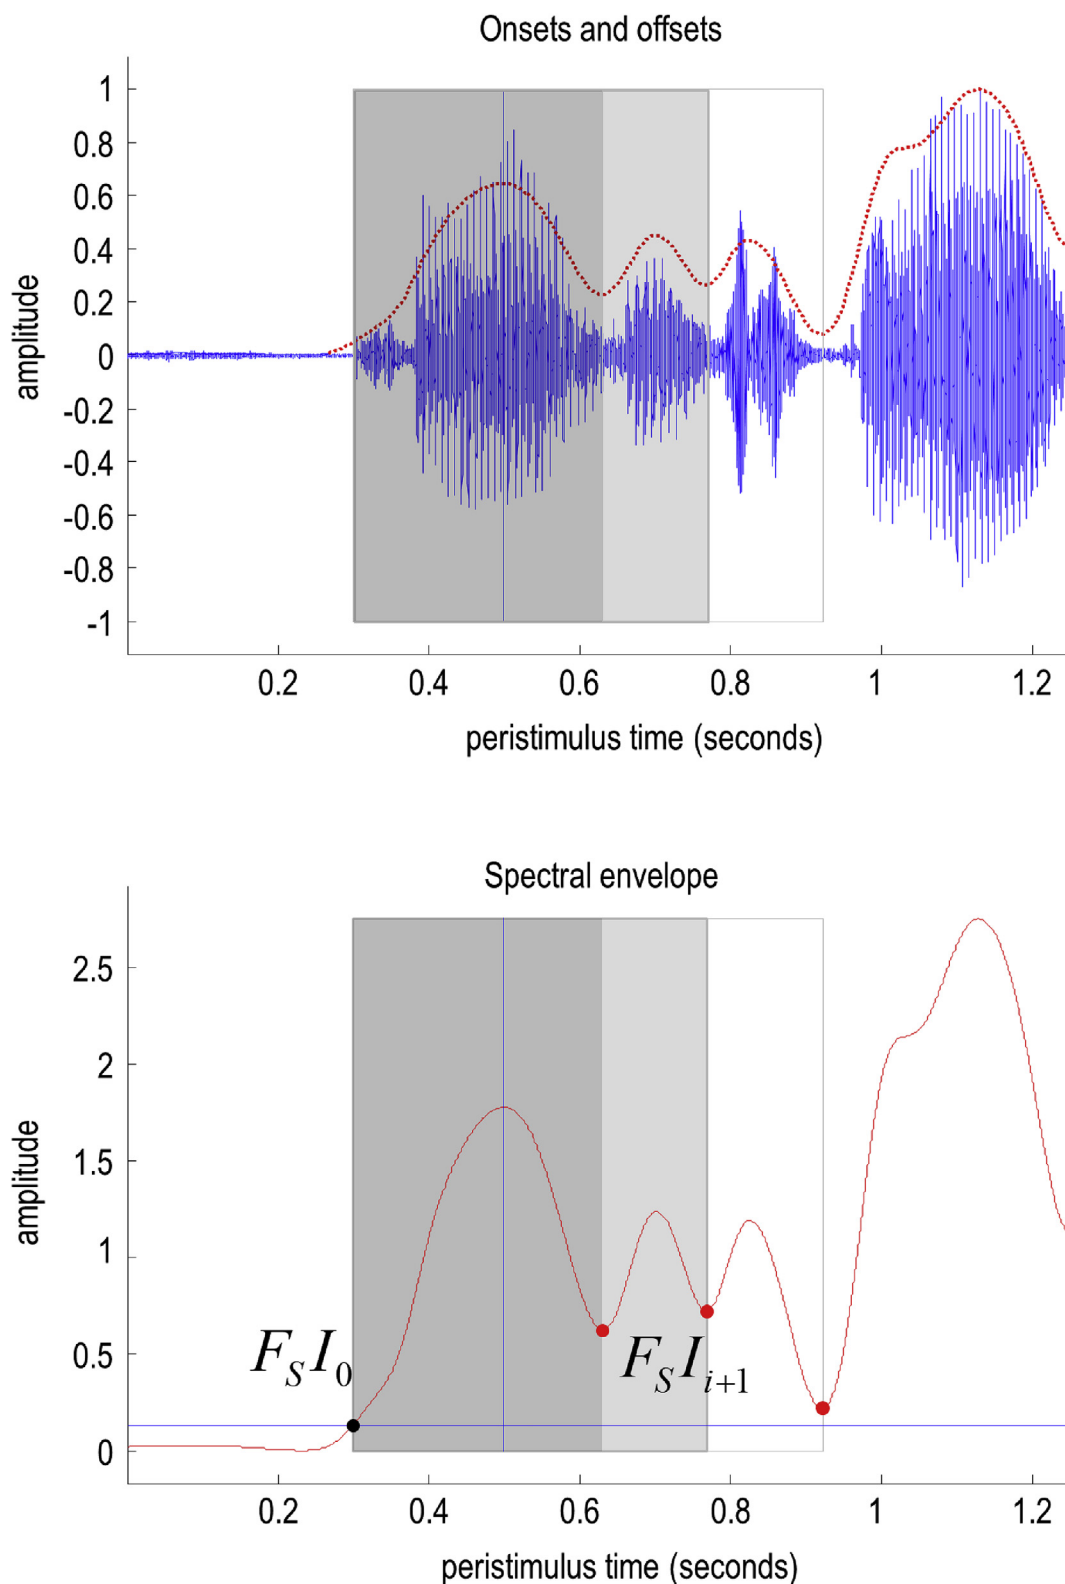 Onsets and offsets
1
0.8
0.6
0.4
0.2
0
-0.2
-0.4
-0.6
-0.8
-1
amplitude
0.2 0.4 0.6 0.8 1 1.2
peristimulus time (seconds)
Spectral envelope
2.5
2
1.5
1
0.5
0
amplitude
F_S I_0
F_S I_{i+1}
0.2 0.4 0.6 0.8 1 1.2
peristimulus time (seconds)